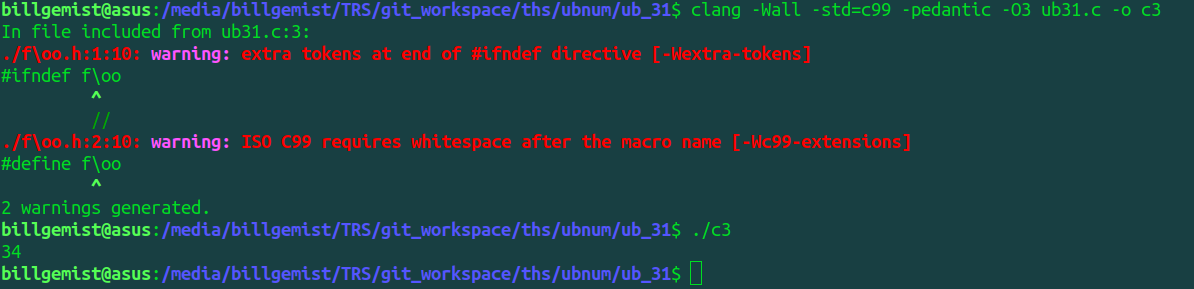 billgemist@asus:/media/billgemist/TRS/git_workspace/ths/ubnum/ub_31$ clang -Wall -std=c99 -pedantic -O3 ub31.c -o c3
In file included from ub31.c:3:
./f\oo.h:1:10: warning: extra tokens at end of #ifndef directive [-Wextra-tokens]
#ifndef f\oo
         ^
         //
./f\oo.h:2:10: warning: ISO C99 requires whitespace after the macro name [-Wc99-extensions]
#define f\oo
         ^
2 warnings generated.
billgemist@asus:/media/billgemist/TRS/git_workspace/ths/ubnum/ub_31$ ./c3
34
billgemist@asus:/media/billgemist/TRS/git_workspace/ths/ubnum/ub_31$